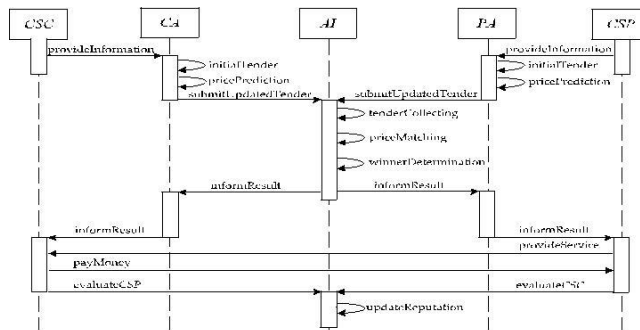 CSC CA AI PA CSP
provideInformation provideInformation
initialTender initialTender
pricePrediction pricePrediction
submitUpdatedTender submitUpdatedTender
tenderCollecting
priceMatching
winnerDetermination
informResult informResult
informResult informResult
provideService
payMoney
evaluateCSP evaluateCSC
updateReputation